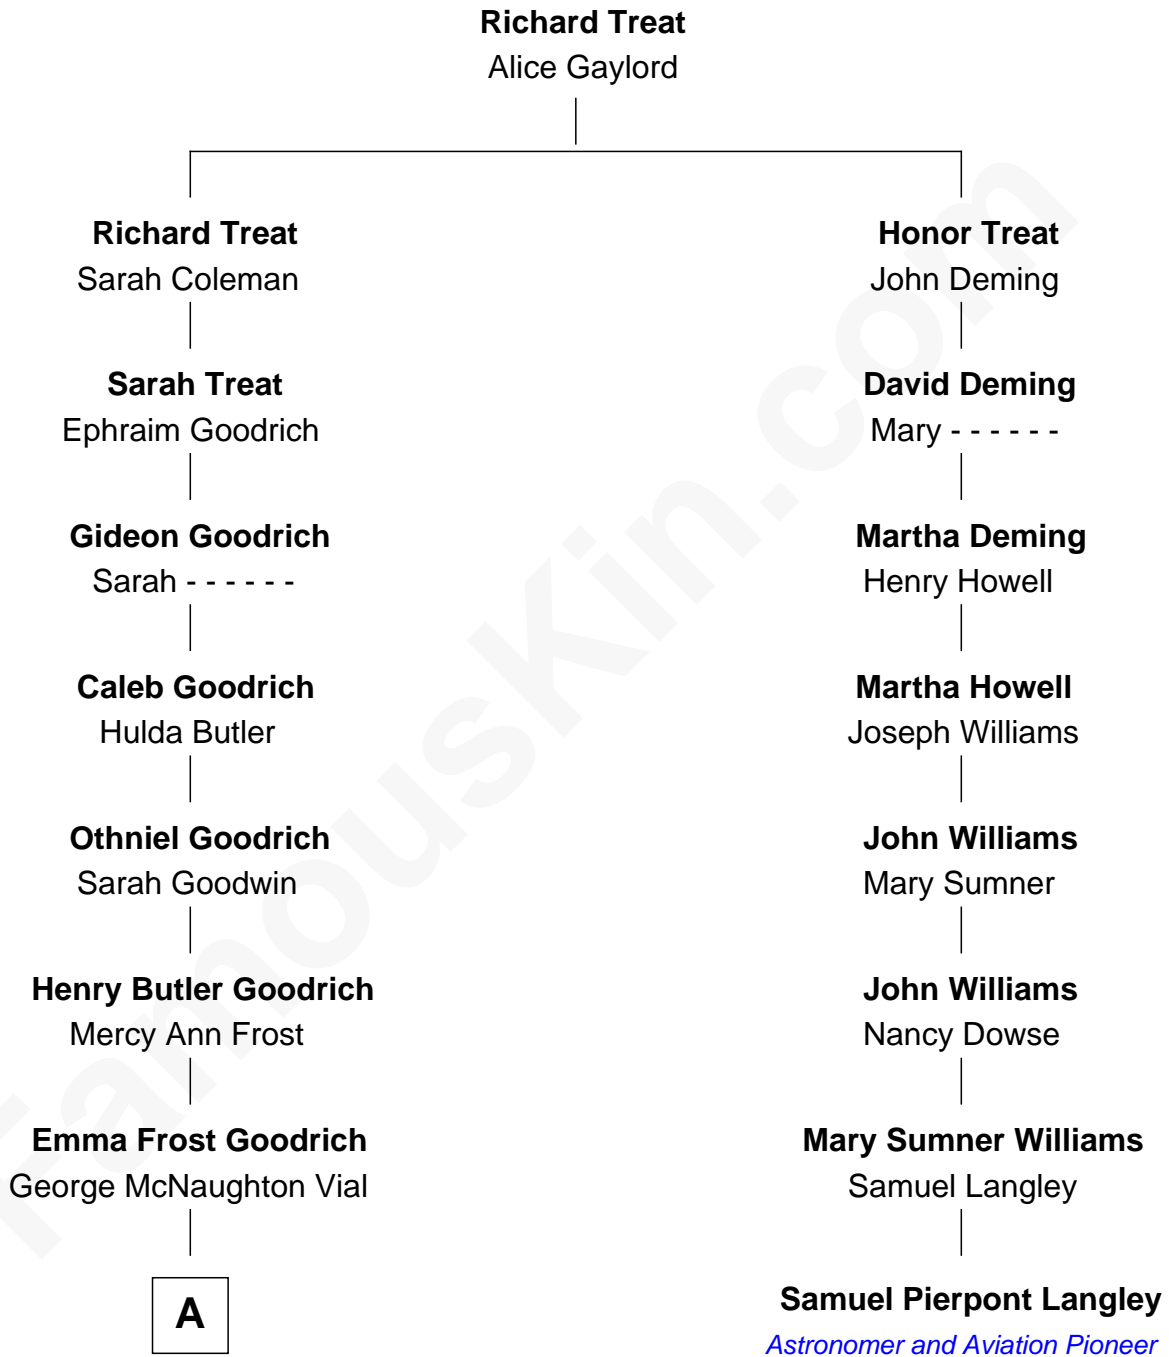 Richard Treat
Alice Gaylord
Richard Treat
Sarah Coleman
Honor Treat
John Deming
Sarah Treat
Ephraim Goodrich
David Deming
Mary - - - - - -
Gideon Goodrich
Sarah - - - - - -
Martha Deming
Henry Howell
Caleb Goodrich
Hulda Butler
Martha Howell
Joseph Williams
Othniel Goodrich
Sarah Goodwin
John Williams
Mary Sumner
Henry Butler Goodrich
Mercy Ann Frost
John Williams
Nancy Dowse
Emma Frost Goodrich
George McNaughton Vial
Mary Sumner Williams
Samuel Langley
A
Samuel Pierpont Langley
Astronomer and Aviation Pioneer
FamousKin.com